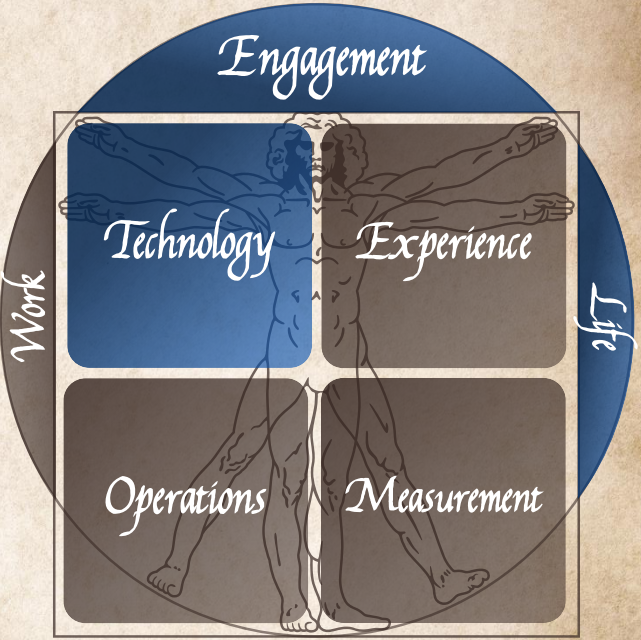 Engagement
Technology
Experience
Work
Life
Operations
Measurement